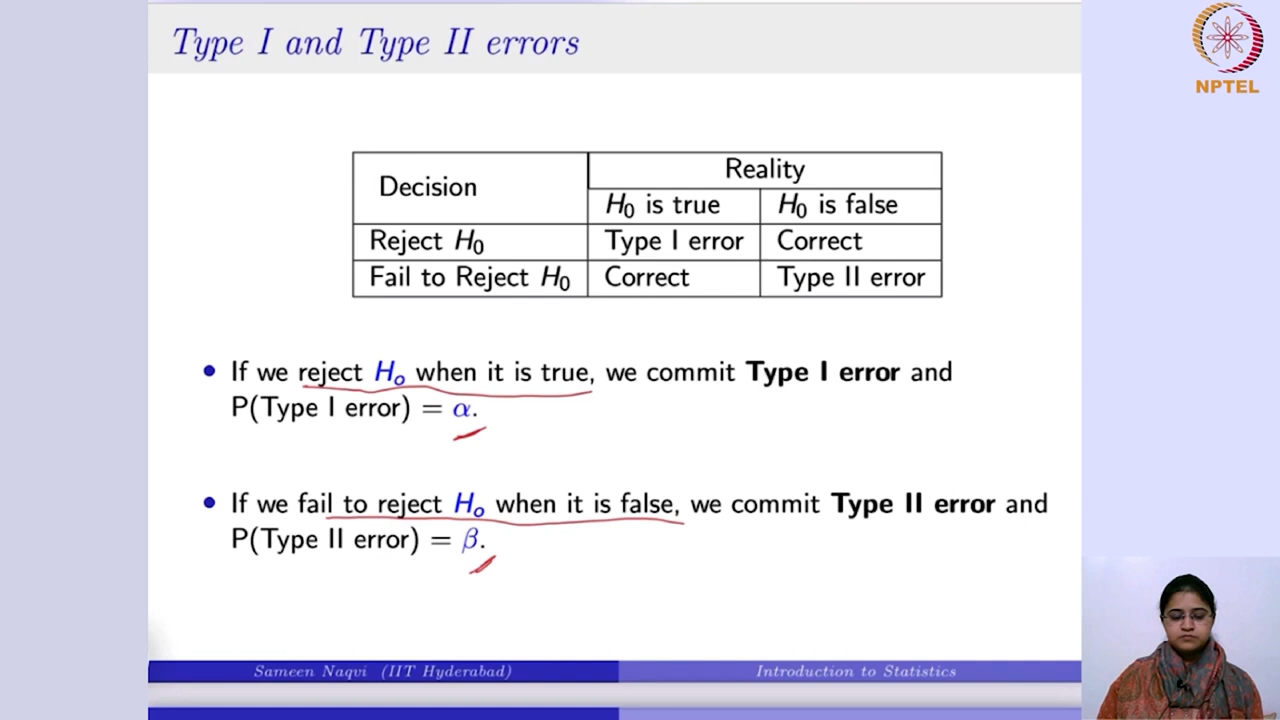 Type I and Type II errors
NPTEL
Decision
Reality
H₀ is true
H₀ is false
Reject H₀
Type I error
Correct
Fail to Reject H₀
Correct
Type II error
• If we reject Hₒ when it is true, we commit Type I error and
P(Type I error) = α.
• If we fail to reject Hₒ when it is false, we commit Type II error and
P(Type II error) = β.
Sameen Naqvi (IIT Hyderabad)
Introduction to Statistics